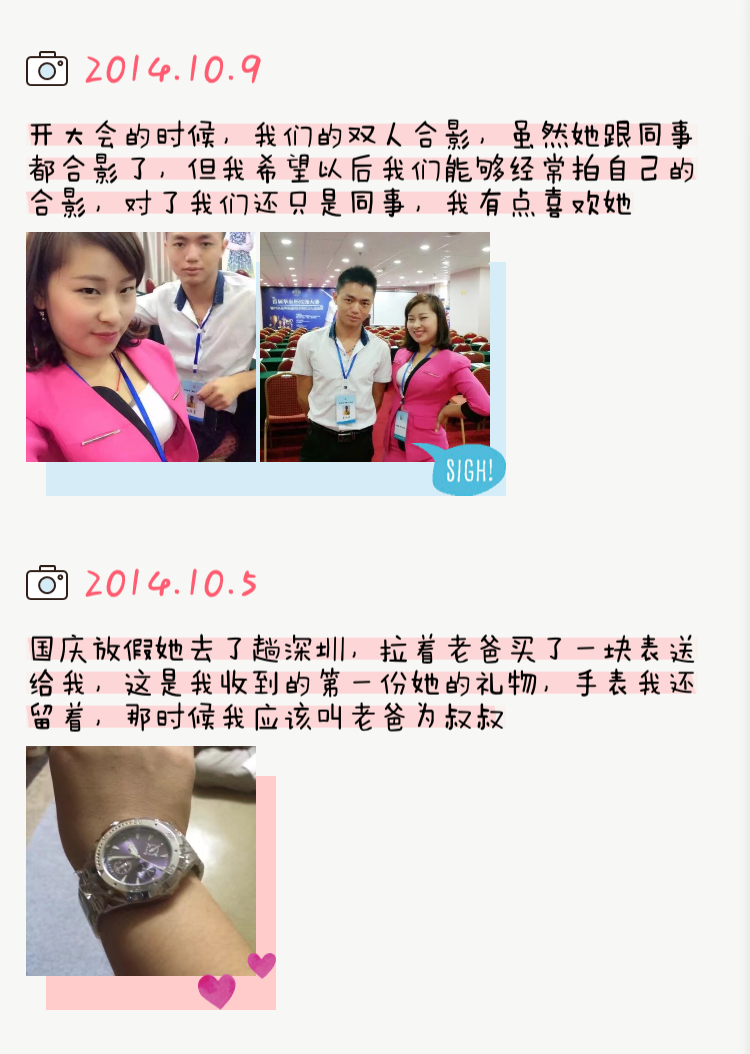 2014.10.9
开大会的时候，我们的双人合影，虽然她跟同事
都合影了，但我希望以后我们能够经常拍自己的
合影，对了我们还只是同事，我有点喜欢她
SIGH!
2014.10.5
国庆放假她去了趟深圳，拉着老爸买了一块表送
给我，这是我收到的第一份她的礼物，手表我还
留着，那时候我应该叫老爸为叔叔